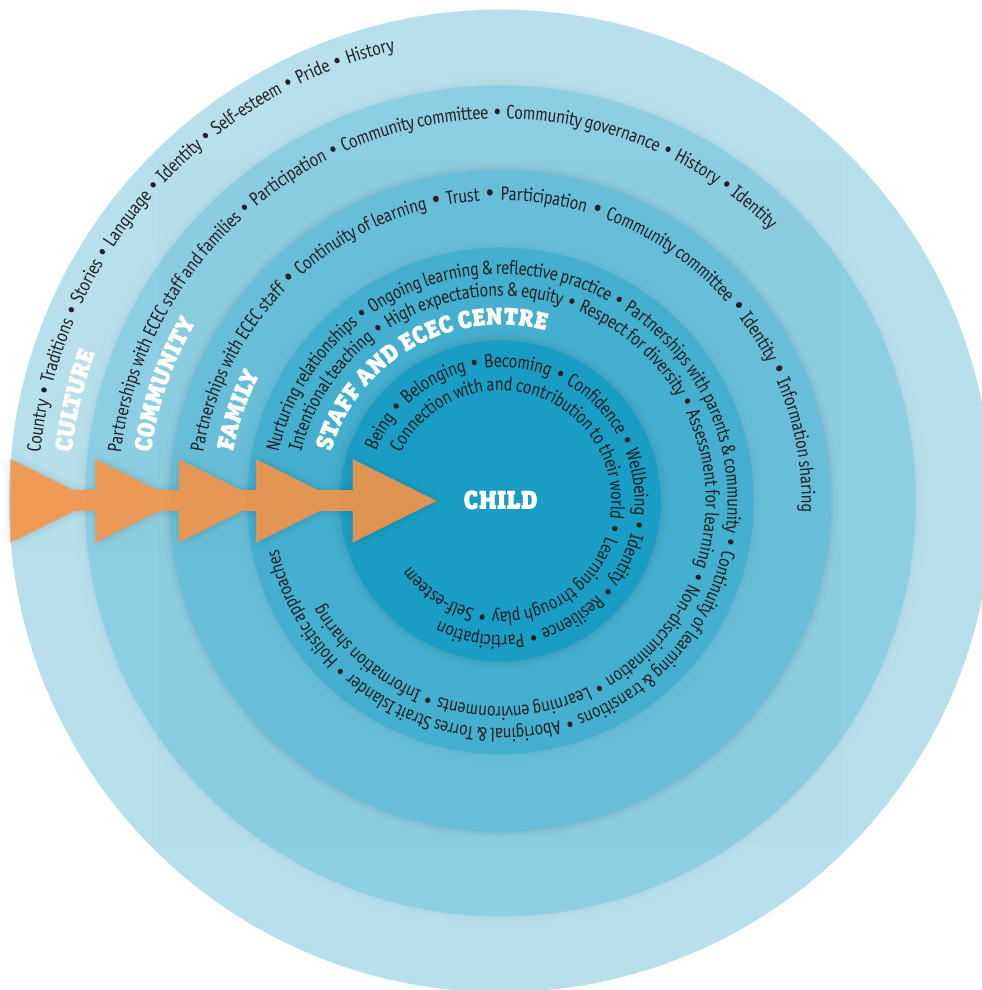 Country • Traditions • Stories • Language • Identity • Self-esteem • Pride • History
CULTURE
Partnerships with ECEC staff and families • Participation • Community committee • Community governance • History • Identity
COMMUNITY
Partnerships with ECEC staff • Continuity of learning • Trust • Participation • Community committee • Identity • Information sharing
FAMILY
Nurturing relationships • Ongoing learning & reflective practice • Partnerships with parents & community • Continuity of learning & transitions • Aboriginal & Torres Strait Islander • Holistic approaches
Intentional teaching • High expectations & equity • Respect for diversity • Assessment for learning • Non-discrimination • Learning environments • Information sharing
STAFF AND ECEC CENTRE
Being • Belonging • Becoming • Confidence • Wellbeing • Identity • Resilience • Participation
Connection with and contribution to their world • Learning through play • Self-esteem
CHILD